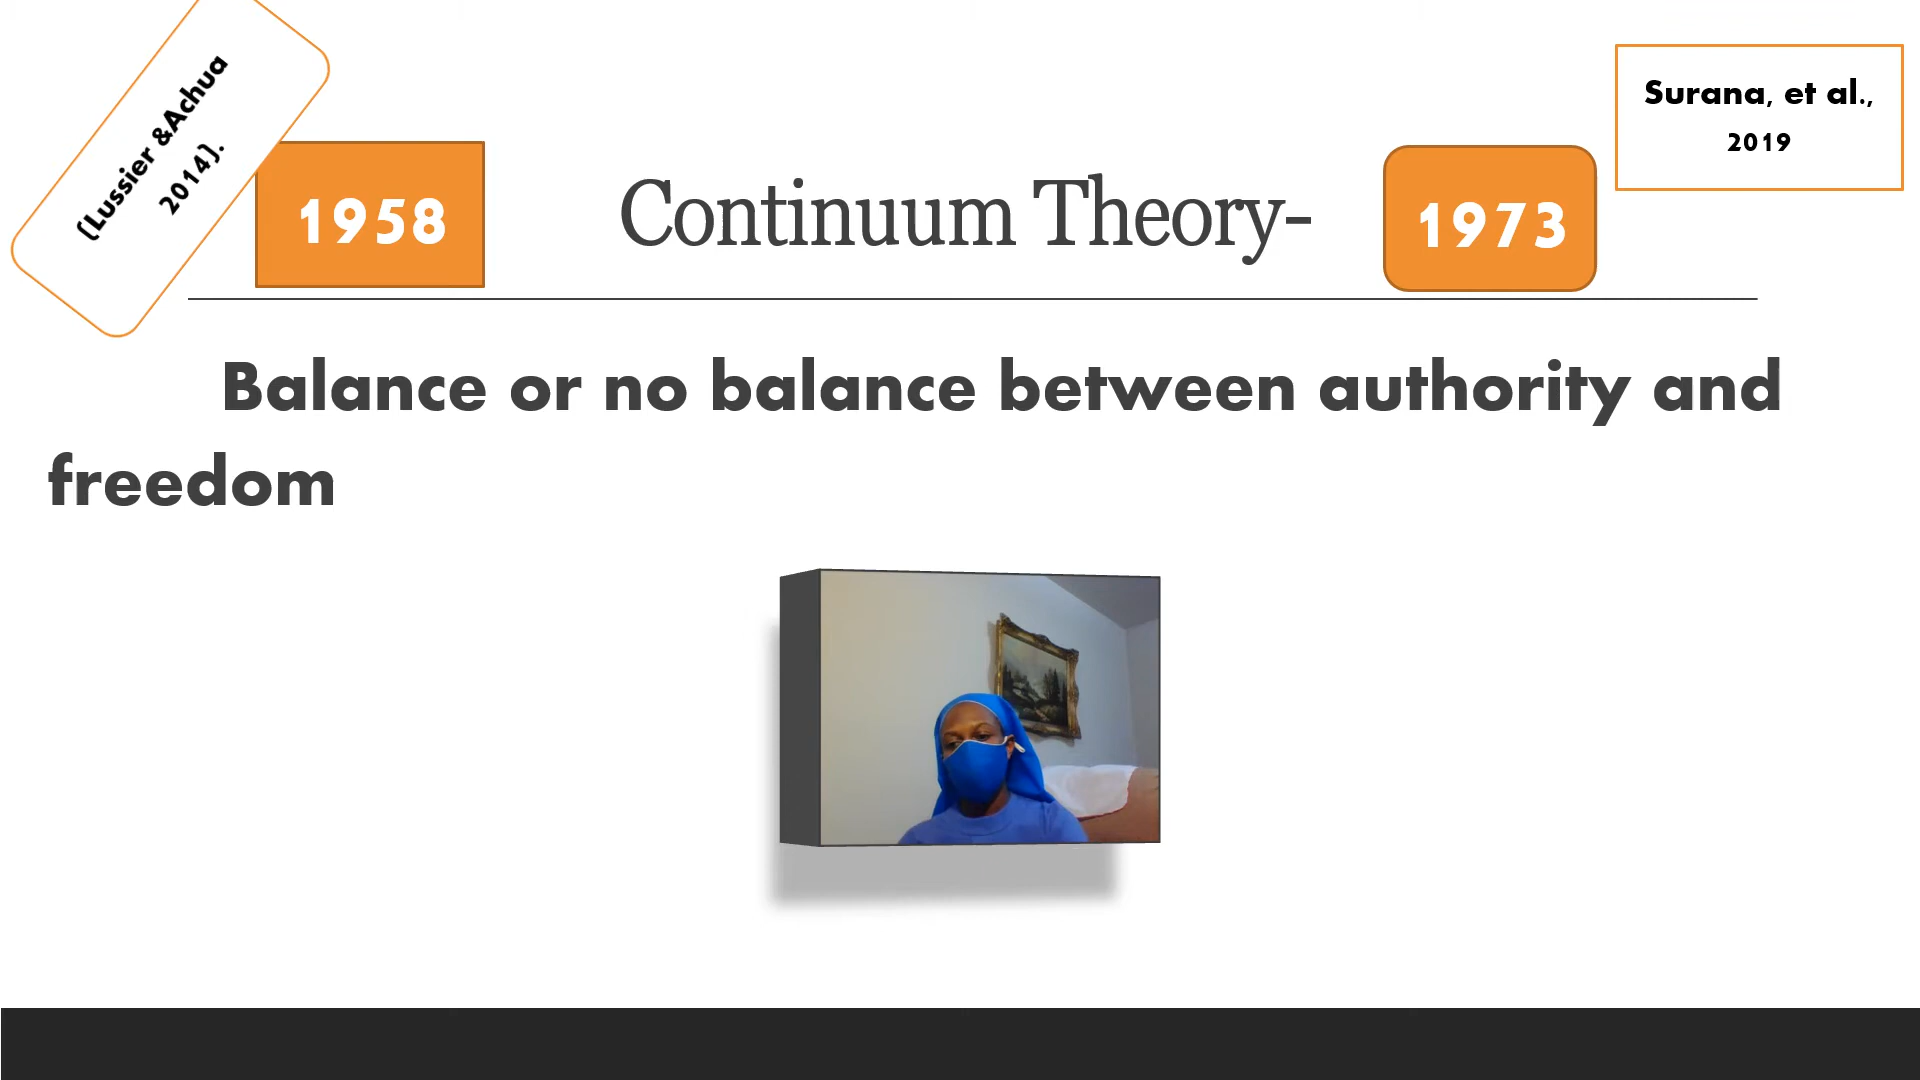 (Lussier &Achua
2014).
1958
Continuum Theory-
1973
Surana, et al.,
2019
Balance or no balance between authority and
freedom